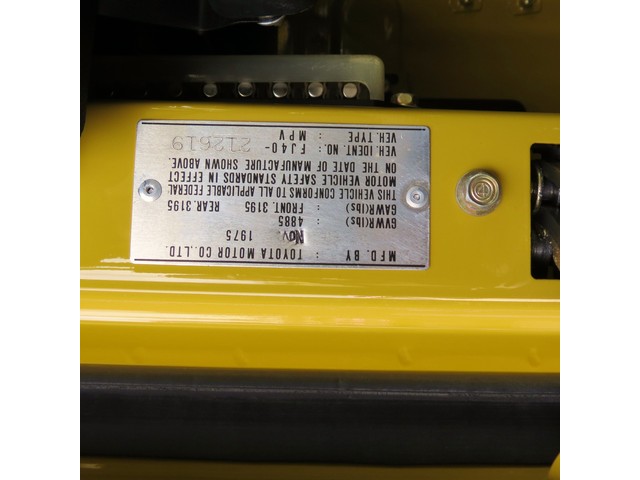 MFD. BY : TOYOTA MOTOR CO., LTD.
Nov. 1975
GVWR(lbs) 4885
GAWR(lbs) FRONT. 3195 REAR. 3195
THIS VEHICLE CONFORMS TO ALL APPLICABLE FEDERAL
MOTOR VEHICLE SAFETY STANDARDS IN EFFECT
ON THE DATE OF MANUFACTURE SHOWN ABOVE.
VEH. IDENT. NO.: FJ40-212619
VEH. TYPE : MPV